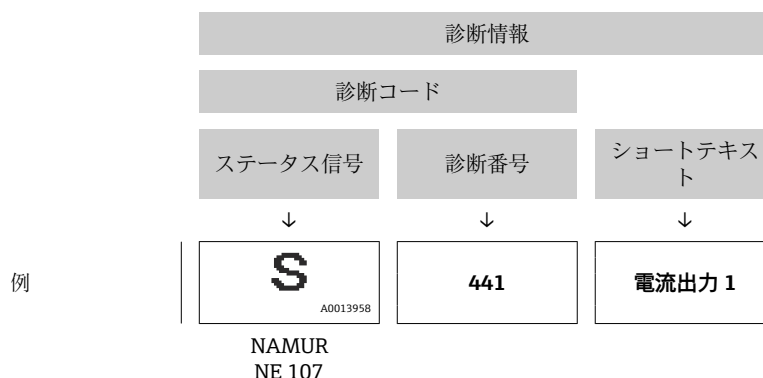 診断情報
診断コード
ステータス信号 診断番号 ショートテキス
ト
↓ ↓ ↓
例 S 441 電流出力 1
A0013958
NAMUR
NE 107